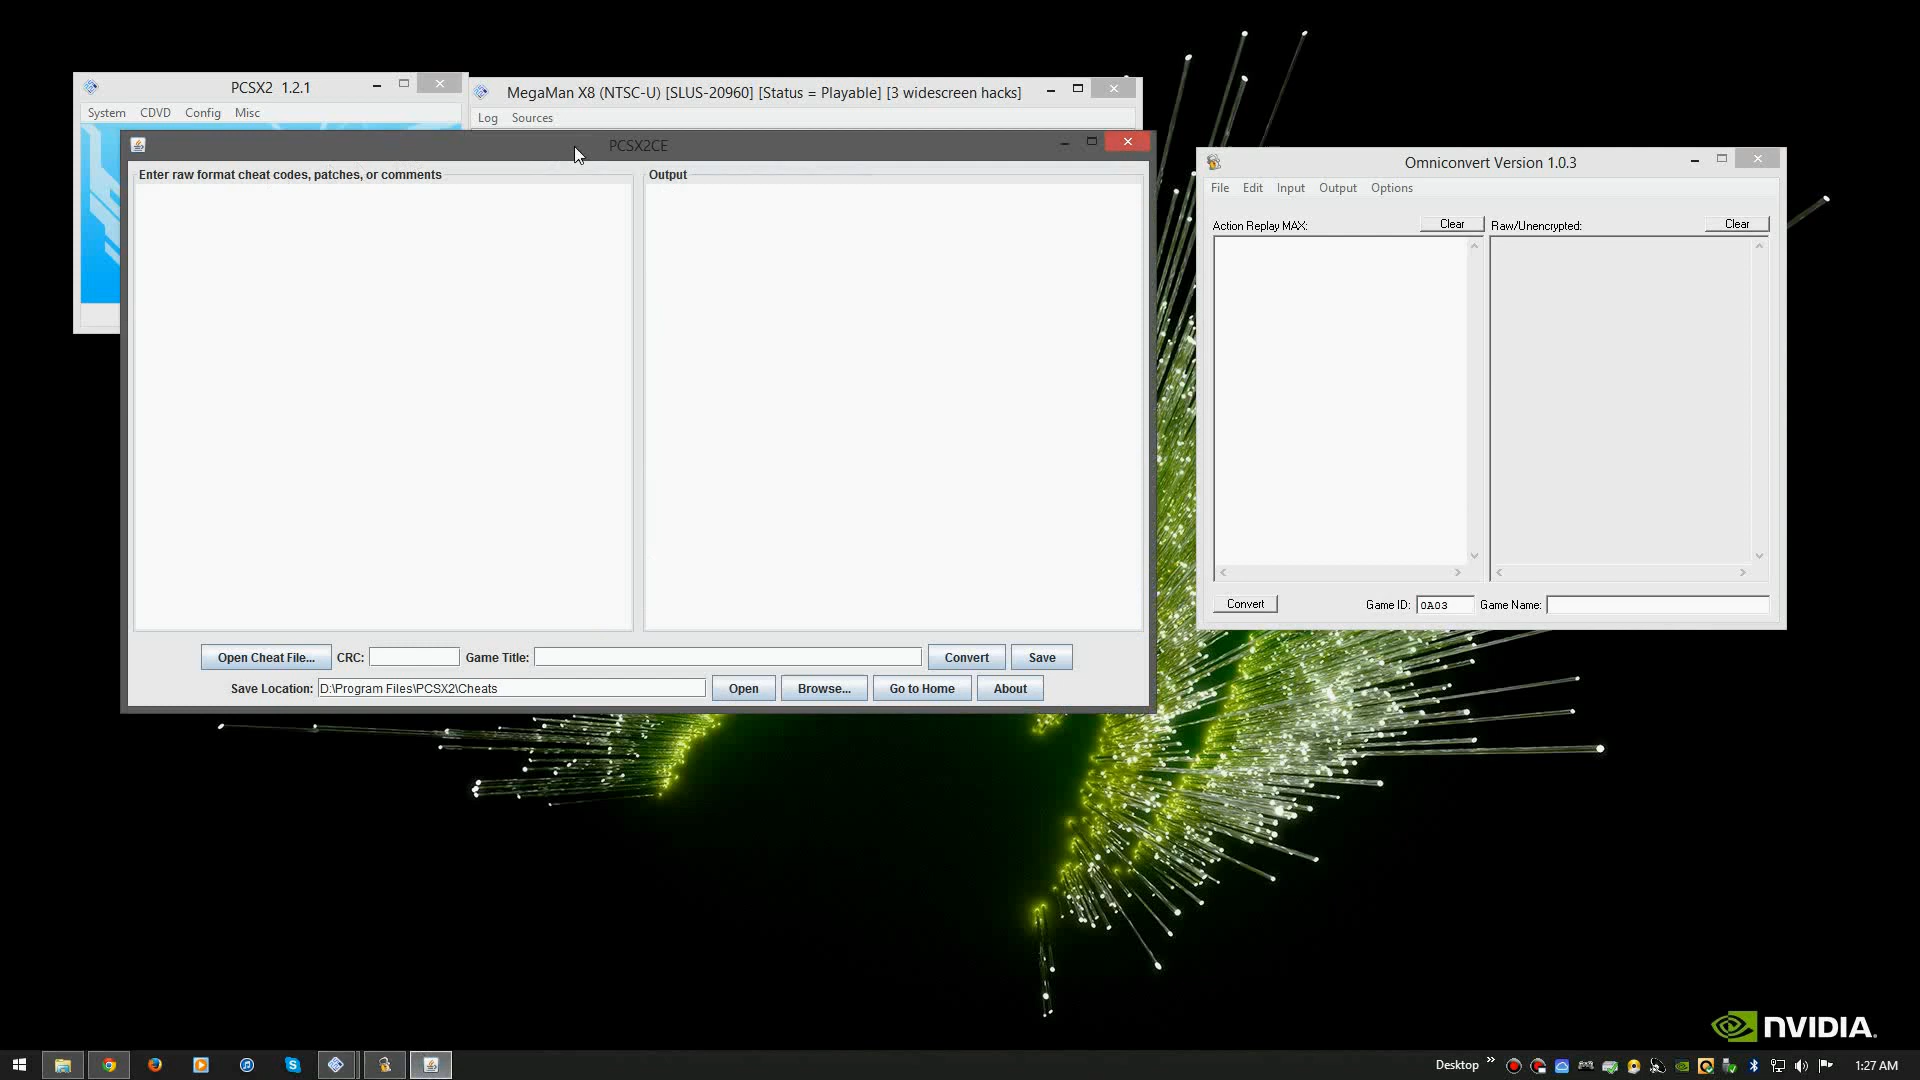 PCSX2  1.2.1
System CDVD Config Misc
MegaMan X8 (NTSC-U) [SLUS-20960] [Status = Playable] [3 widescreen hacks]
Log Sources
PCSX2CE
Enter raw format cheat codes, patches, or comments
Output
Open Cheat File... CRC: Game Title: Convert Save
Save Location: D:\Program Files\PCSX2\Cheats Open Browse... Go to Home About
Omniconvert Version 1.0.3
File Edit Input Output Options
Action Replay MAX: Clear Raw/Unencrypted: Clear
Convert Game ID: 0A03 Game Name:
NVIDIA.
Desktop 1:27 AM